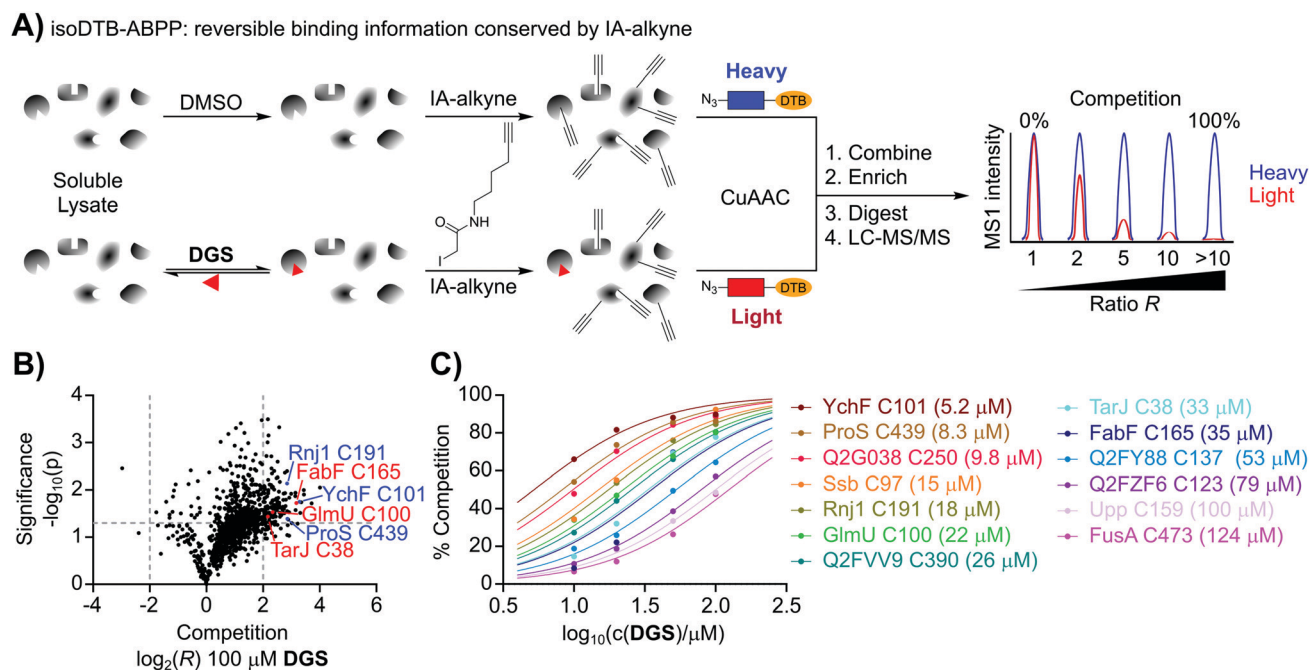 A) isoDTB-ABPP: reversible binding information conserved by IA-alkyne
Soluble
Lysate
DMSO
IA-alkyne
Heavy
N3
DTB
DGS
O
NH
I
IA-alkyne
CuAAC
N3
DTB
Light
1. Combine
2. Enrich
3. Digest
4. LC-MS/MS
Competition
0%
100%
MS1 intensity
Heavy
Light
1 2 5 10 >10
Ratio R
B)
Significance
-log10(p)
4
3
2
1
0
-4 -2 0 2 4 6
Rnj1 C191
FabF C165
YchF C101
GlmU C100
ProS C439
TarJ C38
Competition
log2(R) 100 μM DGS
C)
% Competition
100
80
60
40
20
0
0.5 1.0 1.5 2.0 2.5
log10(c(DGS)/μM)
YchF C101 (5.2 μM)
ProS C439 (8.3 μM)
Q2G038 C250 (9.8 μM)
Ssb C97 (15 μM)
Rnj1 C191 (18 μM)
GlmU C100 (22 μM)
Q2FVV9 C390 (26 μM)
TarJ C38 (33 μM)
FabF C165 (35 μM)
Q2FY88 C137 (53 μM)
Q2FZF6 C123 (79 μM)
Upp C159 (100 μM)
FusA C473 (124 μM)